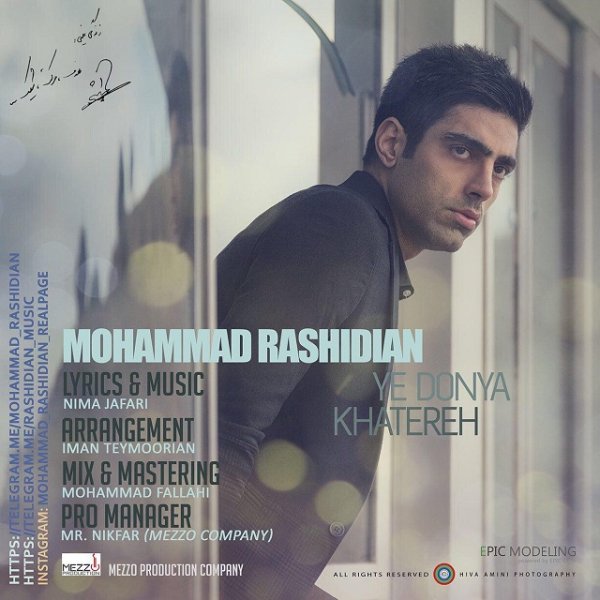 MOHAMMAD RASHIDIAN
YE DONYA
KHATEREH
LYRICS & MUSIC
NIMA JAFARI
ARRANGEMENT
IMAN TEYMOORIAN
MIX & MASTERING
MOHAMMAD FALLAHI
PRO MANAGER
MR. NIKFAR (MEZZO COMPANY)
MEZZO
PRODUCTION
MEZZO PRODUCTION COMPANY
EPIC MODELING
ALL RIGHTS RESERVED
HIVA AMINI PHOTOGRAPHY
HTTPS://TELEGRAM.ME/MOHAMMAD_RASHIDIAN
HTTPS://TELEGRAM.ME/RASHIDIAN_MUSIC
INSTAGRAM:MOHAMMAD_RASHIDIAN_REALPAGE